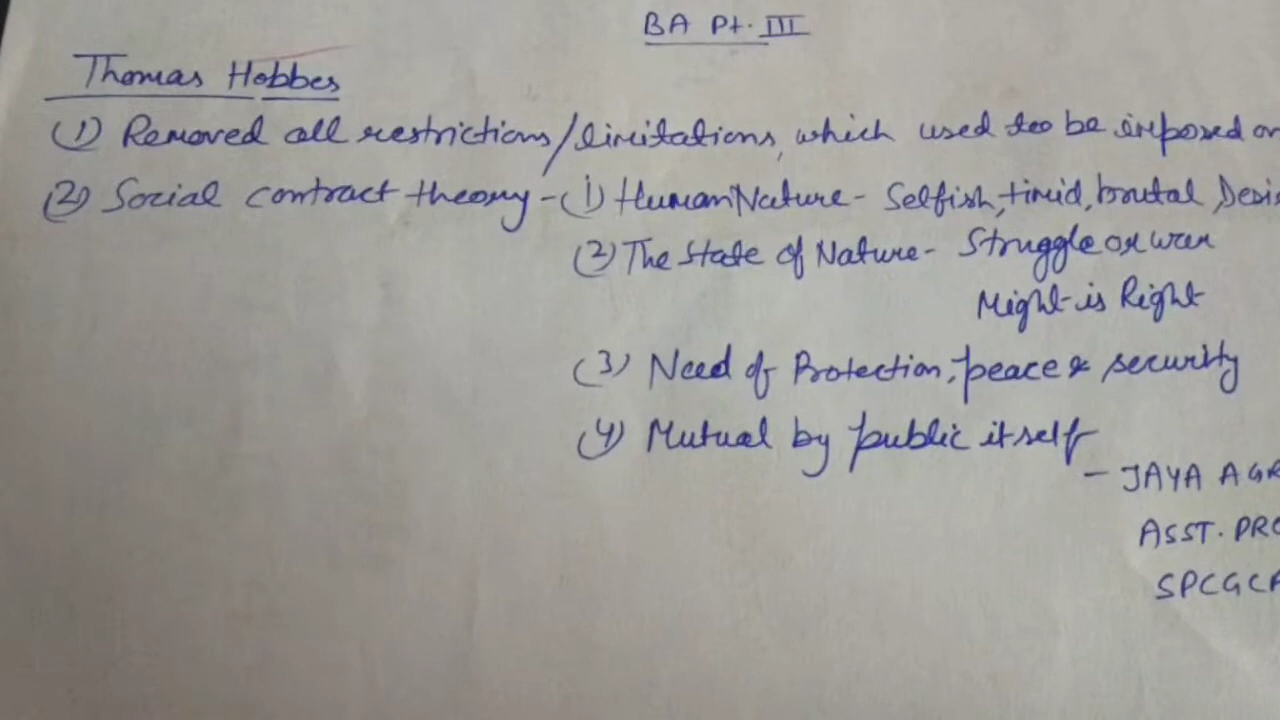 BA Pt. III
Thomas Hobbes
(1) Removed all restrictions/limitations, which used to be imposed on
(2) Social contract theory - (1) Human Nature - Selfish, timid, brutal, Desi
(2) The State of Nature - Struggle or war
Might is Right
(3) Need of Protection, peace & security
(4) Mutual by public itself
- JAYA AGR
ASST. PRO
SPCGCA